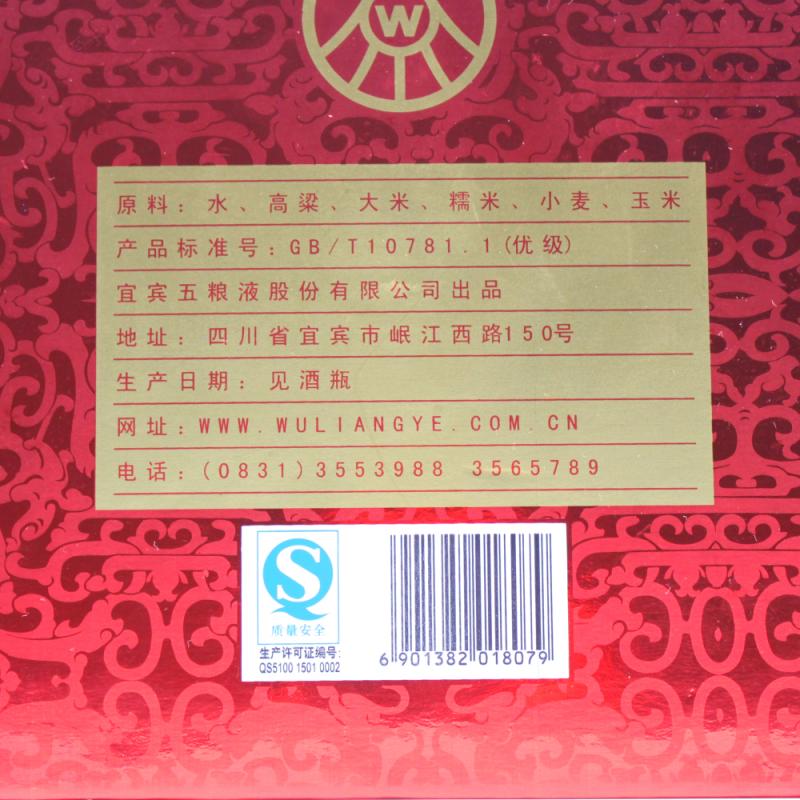 W
原料：水、高粱、大米、糯米、小麦、玉米
产品标准号：GB/T10781.1(优级)
宜宾五粮液股份有限公司出品
地址：四川省宜宾市岷江西路150号
生产日期：见酒瓶
网址：WWW.WULIANGYE.COM.CN
电话：(0831)3553988 3565789
质量安全
生产许可证编号：
QS5100 1501 0002
6 901382 018079